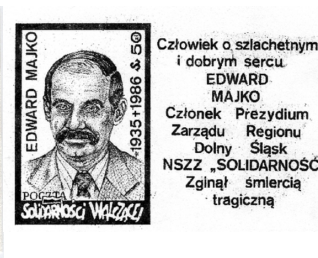 EDWARD MAJKO
1935+1986 & 50
POCZTA
SOLIDARNOŚCI WALCZĄCEJ
Człowiek o szlachetnym
i dobrym sercu
EDWARD
MAJKO
Członek Prezydium
Zarządu Regionu
Dolny Śląsk
NSZZ „SOLIDARNOŚĆ
Zginął śmiercią
tragiczną